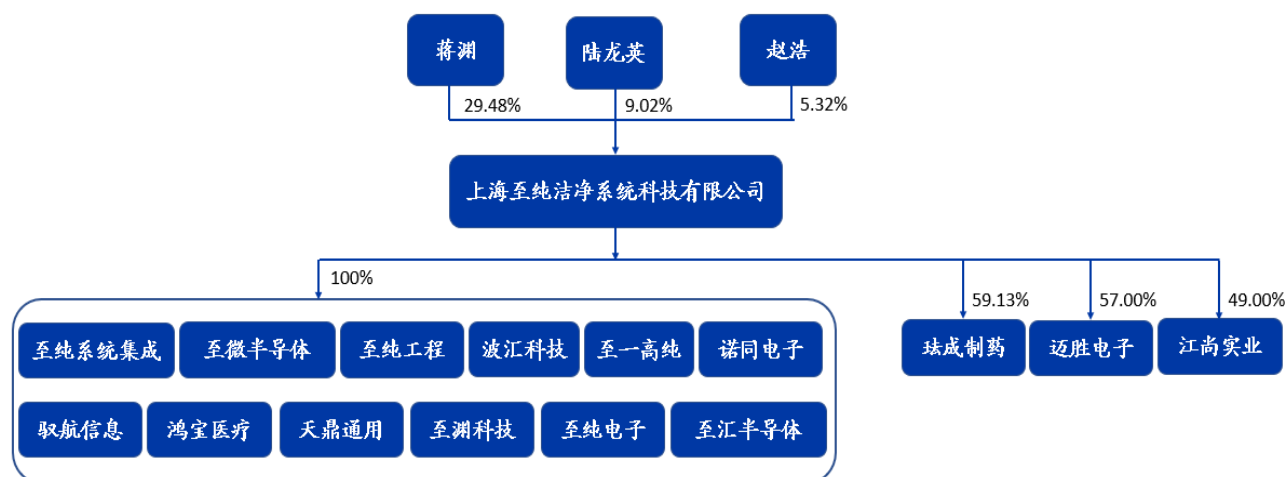 蒋渊
陆龙英
赵浩
29.48%
9.02%
5.32%
上海至纯洁净系统科技有限公司
100%
59.13%
57.00%
49.00%
至纯系统集成
至微半导体
至纯工程
波汇科技
至一高纯
诺同电子
珐成制药
迈胜电子
江尚实业
驭航信息
鸿宝医疗
天鼎通用
至渊科技
至纯电子
至汇半导体